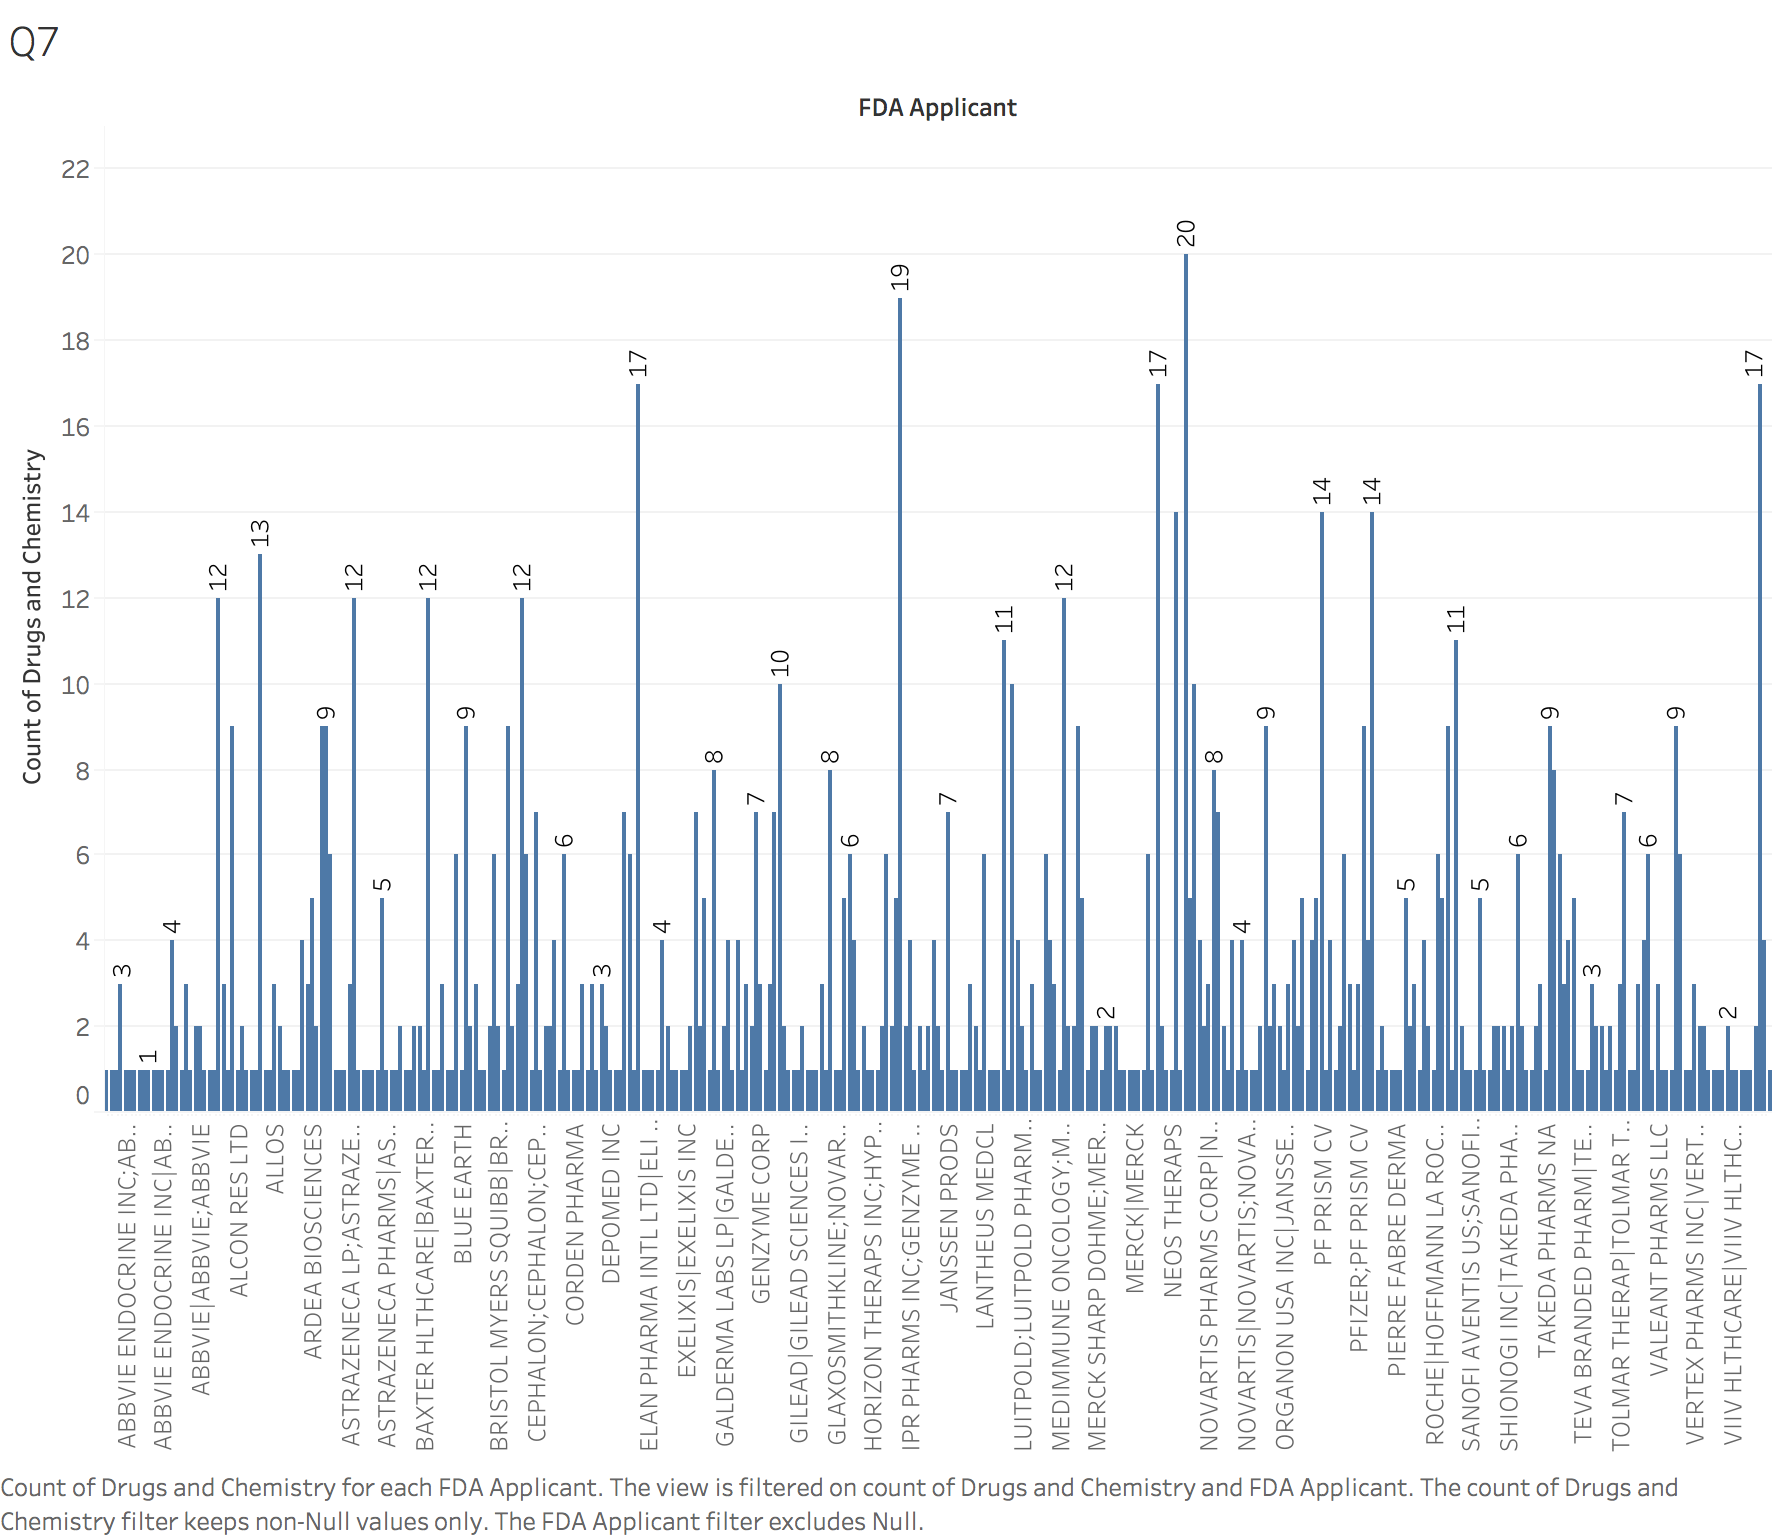 Q7
FDA Applicant
Count of Drugs and Chemistry
22
20
18
16
14
12
10
8
6
4
2
0
3
1
4
12
13
9
12
5
12
9
12
6
3
17
4
8
7
10
8
6
19
7
11
12
2
17
20
8
4
9
14
14
5
11
5
6
9
3
7
6
9
2
17
ABBVIE ENDOCRINE INC;AB..
ABBVIE ENDOCRINE INC|AB..
ABBVIE|ABBVIE;ABBVIE
ALCON RES LTD
ALLOS
ARDEA BIOSCIENCES
ASTRAZENECA LP;ASTRAZE..
ASTRAZENECA PHARMS|AS..
BAXTER HLTHCARE|BAXTER..
BLUE EARTH
BRISTOL MYERS SQUIBB|BR..
CEPHALON;CEPHALON;CEP..
CORDEN PHARMA
DEPOMED INC
ELAN PHARMA INTL LTD|ELI ..
EXELIXIS|EXELIXIS INC
GALDERMA LABS LP|GALDE..
GENZYME CORP
GILEAD|GILEAD SCIENCES I..
GLAXOSMITHKLINE;NOVAR..
HORIZON THERAPS INC;HYP..
IPR PHARMS INC;GENZYME ..
JANSSEN PRODS
LANTHEUS MEDCL
LUITPOLD;LUITPOLD PHARM..
MEDIMMUNE ONCOLOGY;M..
MERCK SHARP DOHME;MER..
MERCK|MERCK
NEOS THERAPS
NOVARTIS PHARMS CORP|N..
NOVARTIS|NOVARTIS;NOVA..
ORGANON USA INC|JANSSE..
PF PRISM CV
PFIZER;PF PRISM CV
PIERRE FABRE DERMA
ROCHE|HOFFMANN LA ROC..
SANOFI AVENTIS US;SANOFI..
SHIONOGI INC|TAKEDA PHA..
TAKEDA PHARMS NA
TEVA BRANDED PHARM|TE..
TOLMAR THERAP|TOLMAR T..
VALEANT PHARMS LLC
VERTEX PHARMS INC|VERT..
VIIV HLTHCARE|VIIV HLTHC..
Count of Drugs and Chemistry for each FDA Applicant. The view is filtered on count of Drugs and Chemistry and FDA Applicant. The count of Drugs and
Chemistry filter keeps non-Null values only. The FDA Applicant filter excludes Null.